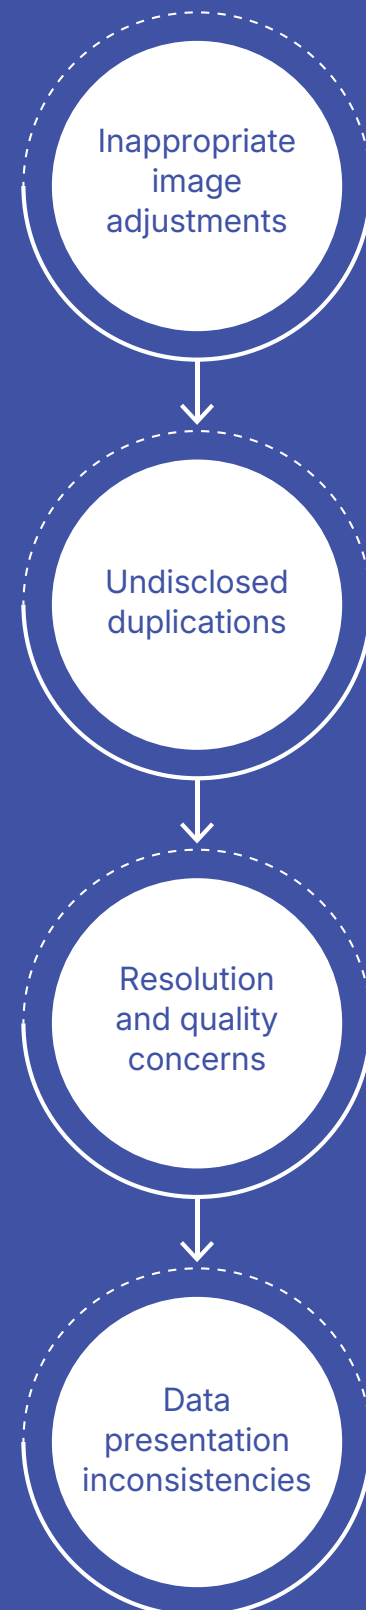 Inappropriate
image
adjustments
Undisclosed
duplications
Resolution
and quality
concerns
Data
presentation
inconsistencies